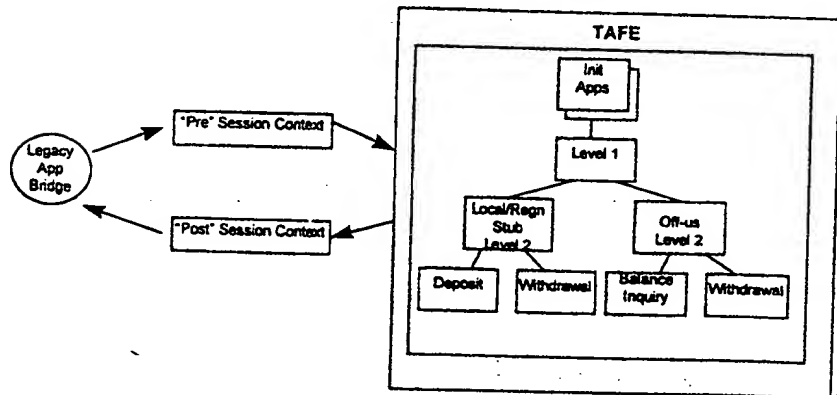 TAFE
Init
Apps
"Pre" Session Context
Level 1
Legacy
App
Bridge
Local/Regn
Stub
Level 2
Off-us
Level 2
"Post" Session Context
Deposit
Withdrawal
Balance
Inquiry
Withdrawal